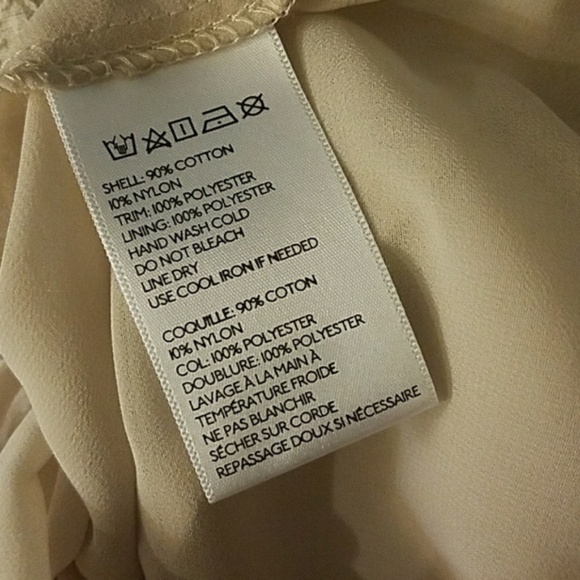 SHELL: 90% COTTON
10% NYLON
TRIM: 100% POLYESTER
LINING: 100% POLYESTER
HAND WASH COLD
DO NOT BLEACH
LINE DRY
USE COOL IRON IF NEEDED
COQUILLE: 90% COTON
10% NYLON
COL: 100% POLYESTER
DOUBLURE: 100% POLYESTER
LAVAGE À LA MAIN À
TEMPÉRATURE FROIDE
NE PAS BLANCHIR
SÉCHER SUR CORDE
REPASSAGE DOUX SI NÉCESSAIRE